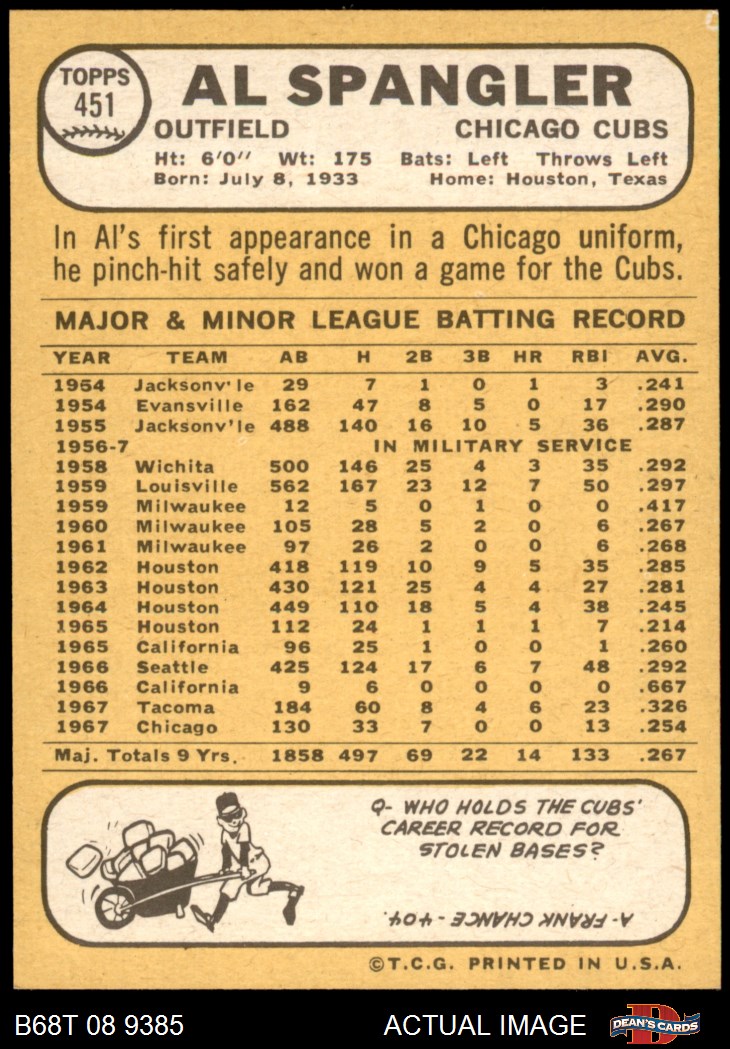 TOPPS
451
AL SPANGLER
OUTFIELD CHICAGO CUBS
Ht: 6'0" Wt: 175 Bats: Left Throws Left
Born: July 8, 1933 Home: Houston, Texas
In Al's first appearance in a Chicago uniform,
he pinch-hit safely and won a game for the Cubs.
MAJOR & MINOR LEAGUE BATTING RECORD
YEAR TEAM AB H 2B 3B HR RBI AVG.
1954 Jacksonv'le 29 7 1 0 1 3 .241
1954 Evansville 162 47 8 5 0 17 .290
1955 Jacksonv'le 488 140 16 10 5 36 .287
1956-7 IN MILITARY SERVICE
1958 Wichita 500 146 25 4 3 35 .292
1959 Louisville 562 167 23 12 7 50 .297
1959 Milwaukee 12 5 0 1 0 0 .417
1960 Milwaukee 105 28 5 2 0 6 .267
1961 Milwaukee 97 26 2 0 0 6 .268
1962 Houston 418 119 10 9 5 35 .285
1963 Houston 430 121 25 4 4 27 .281
1964 Houston 449 110 18 5 4 38 .245
1965 Houston 112 24 1 1 1 7 .214
1965 California 96 25 1 0 0 1 .260
1966 Seattle 425 124 17 6 7 48 .292
1966 California 9 6 0 0 0 0 .667
1967 Tacoma 184 60 8 4 6 23 .326
1967 Chicago 130 33 7 0 0 13 .254
Maj. Totals 9 Yrs. 1858 497 69 22 14 133 .267
Q- WHO HOLDS THE CUBS'
CAREER RECORD FOR
STOLEN BASES?
A- FRANK CHANCE - 404.
©T.C.G. PRINTED IN U.S.A.
B68T 08 9385 ACTUAL IMAGE DEAN'S CARDS